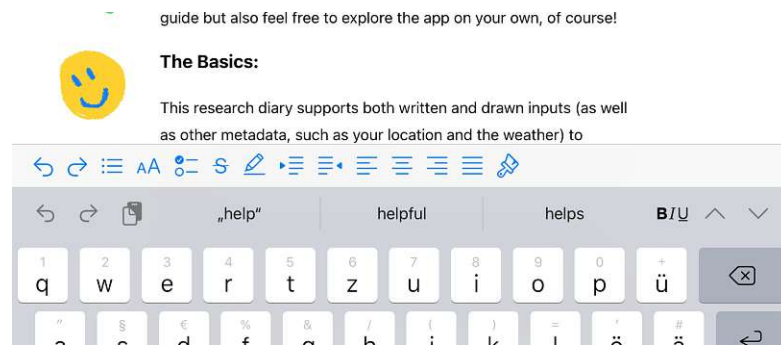 guide but also feel free to explore the app on your own, of course!
The Basics:
This research diary supports both written and drawn inputs (as well
as other metadata, such as your location and the weather) to
AA S
„help“ helpful helps B I U
1 2 3 4 5 6 7 8 9 0 +
q w e r t z u i o p ü
" § € % & / ( ) = ' #
a s d f g h j k l ö ä